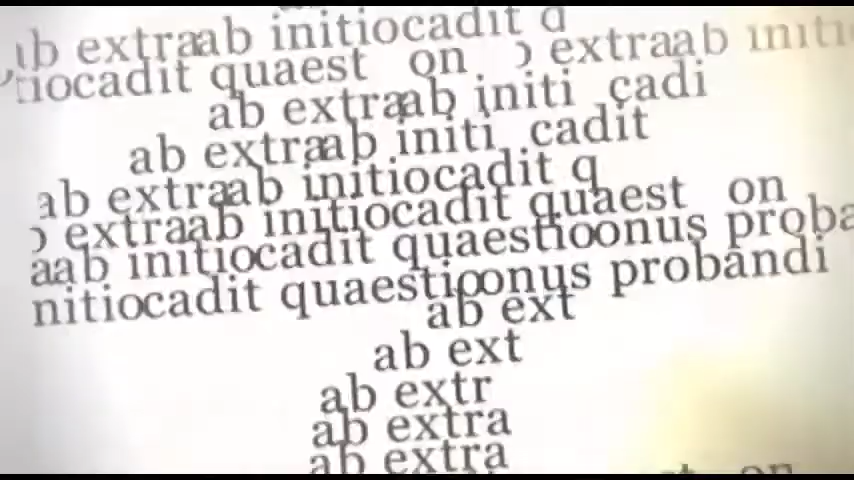 ab extraab initiocadit q
tiocadit quaest on
extraab initi
ab extraab initi cadi
ab extraab initi cadit
ab extraab initiocadit q
extraab initiocadit quaest on
aab initiocadit quaestioonus proba
nitiocadit quaestioonus probandi
ab ext
ab ext
ab extr
ab extra
ab extra
on